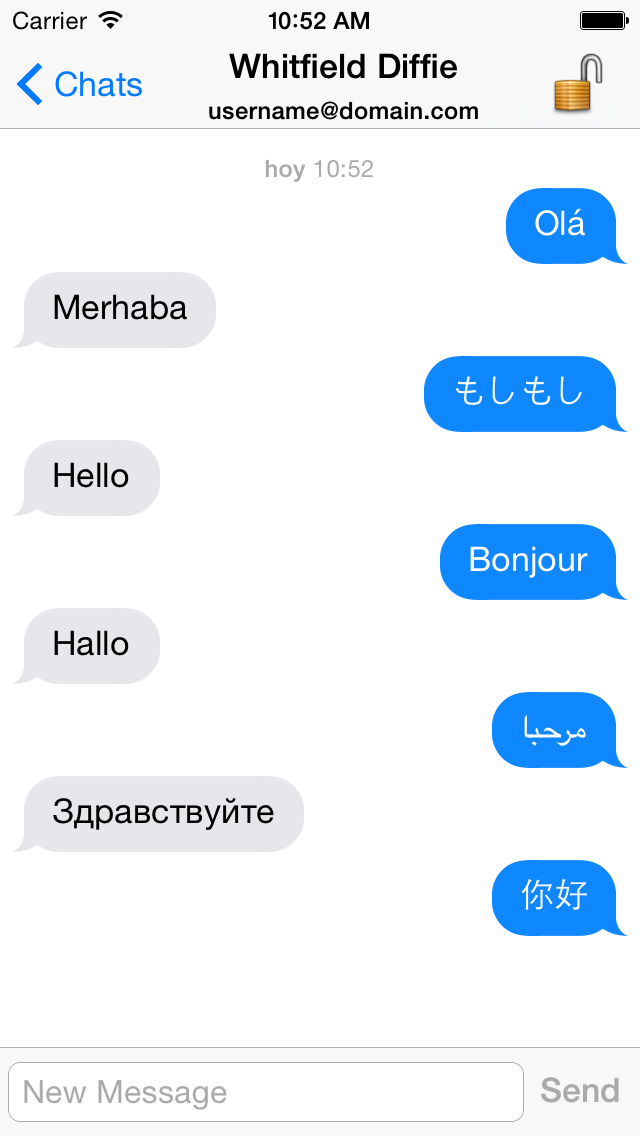 Carrier 10:52 AM
Chats
Whitfield Diffie
username@domain.com
hoy 10:52
Olá
Merhaba
もしもし
Hello
Bonjour
Hallo
مرحبا
Здравствуйте
你好
New Message
Send